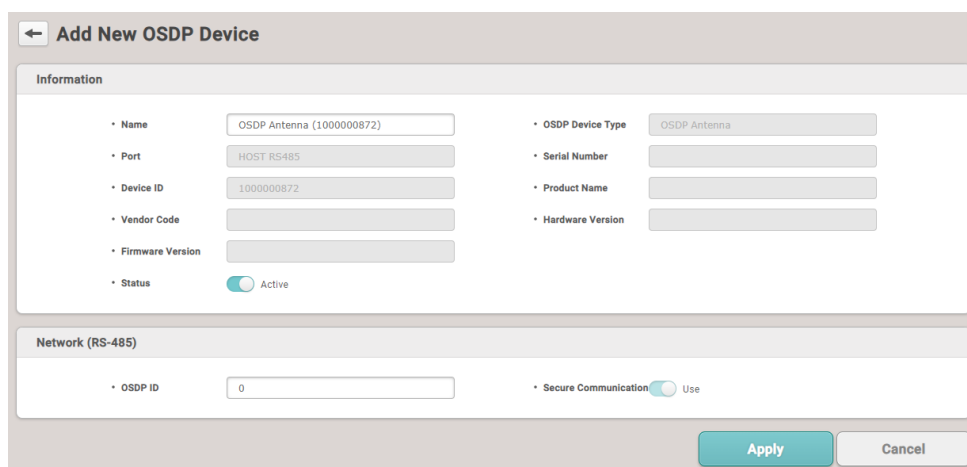 Add New OSDP Device
Information
• Name OSDP Antenna (1000000872) • OSDP Device Type OSDP Antenna
• Port HOST RS485 • Serial Number
• Device ID 1000000872 • Product Name
• Vendor Code • Hardware Version
• Firmware Version
• Status Active
Network (RS-485)
• OSDP ID 0 • Secure Communication Use
Apply Cancel